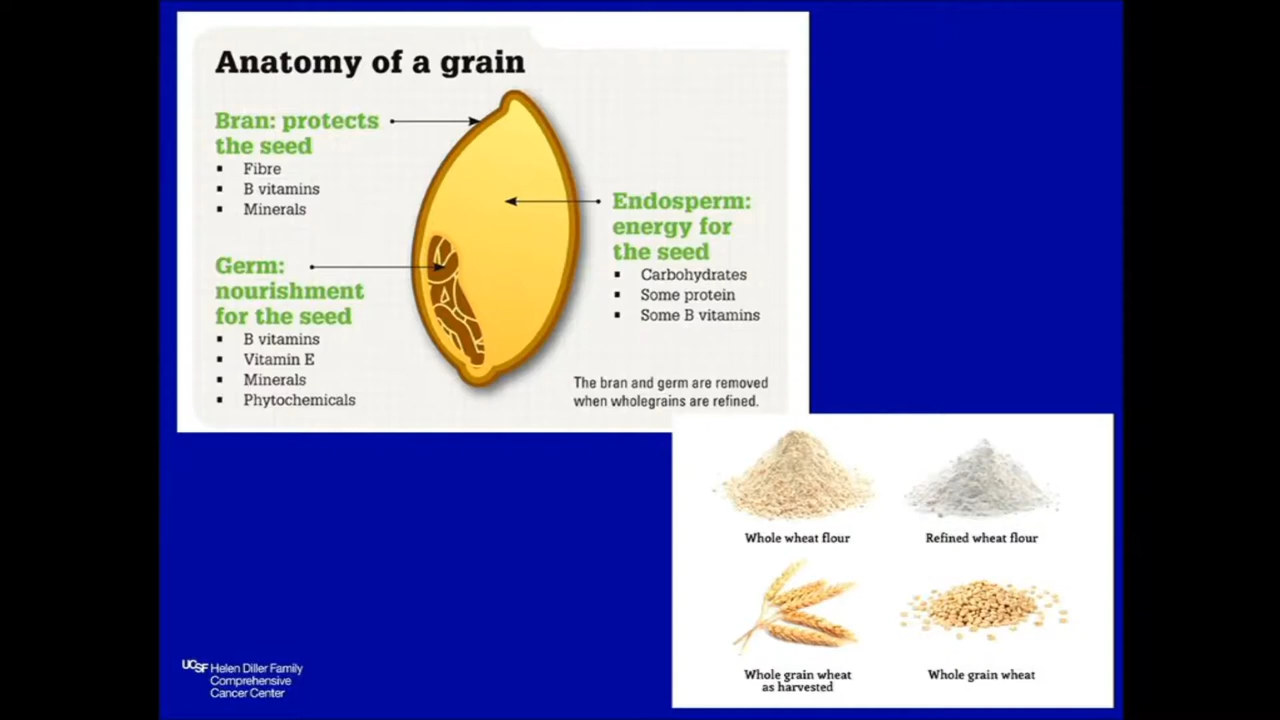 Anatomy of a grain
Bran: protects
the seed
▪ Fibre
▪ B vitamins
▪ Minerals
Germ:
nourishment
for the seed
▪ B vitamins
▪ Vitamin E
▪ Minerals
▪ Phytochemicals
Endosperm:
energy for
the seed
▪ Carbohydrates
▪ Some protein
▪ Some B vitamins
The bran and germ are removed
when wholegrains are refined.
Whole wheat flour
Refined wheat flour
Whole grain wheat
as harvested
Whole grain wheat
UCSF Helen Diller Family
Comprehensive
Cancer Center